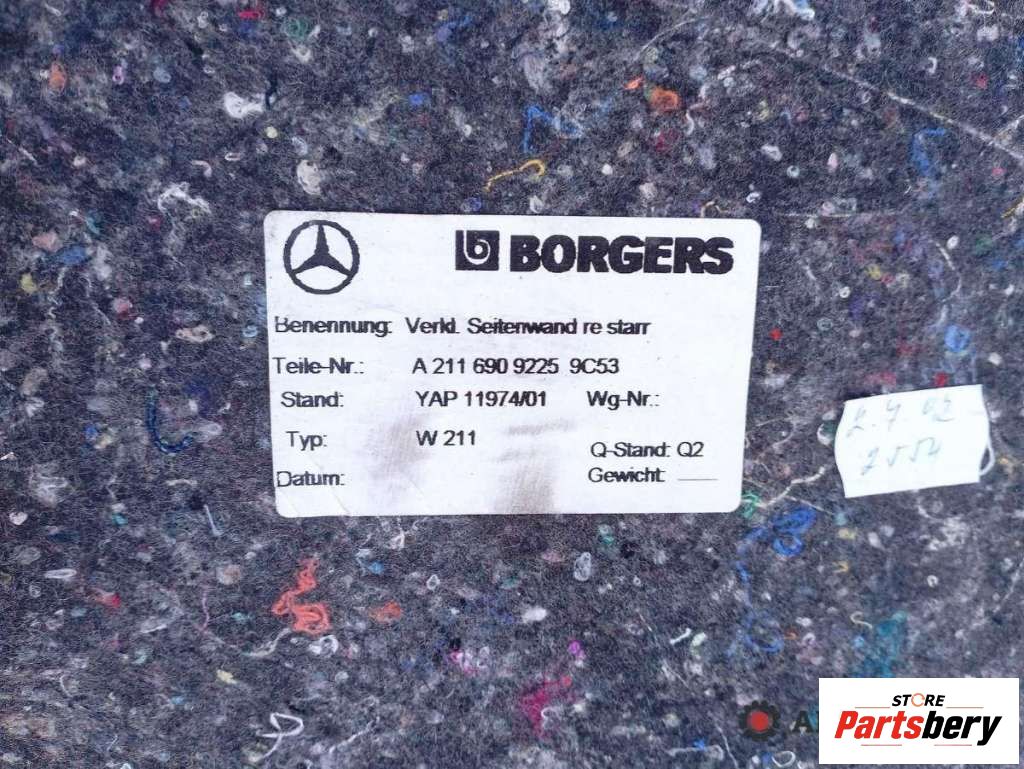 BORGERS
Benennung: Verkl. Seitenwand re starr
Teile-Nr.: A 211 690 9225 9C53
Stand: YAP 11974/01 Wg-Nr.:
Typ: W 211
Q-Stand: Q2
Datum:
Gewicht:
2554
STORE
Partsbery